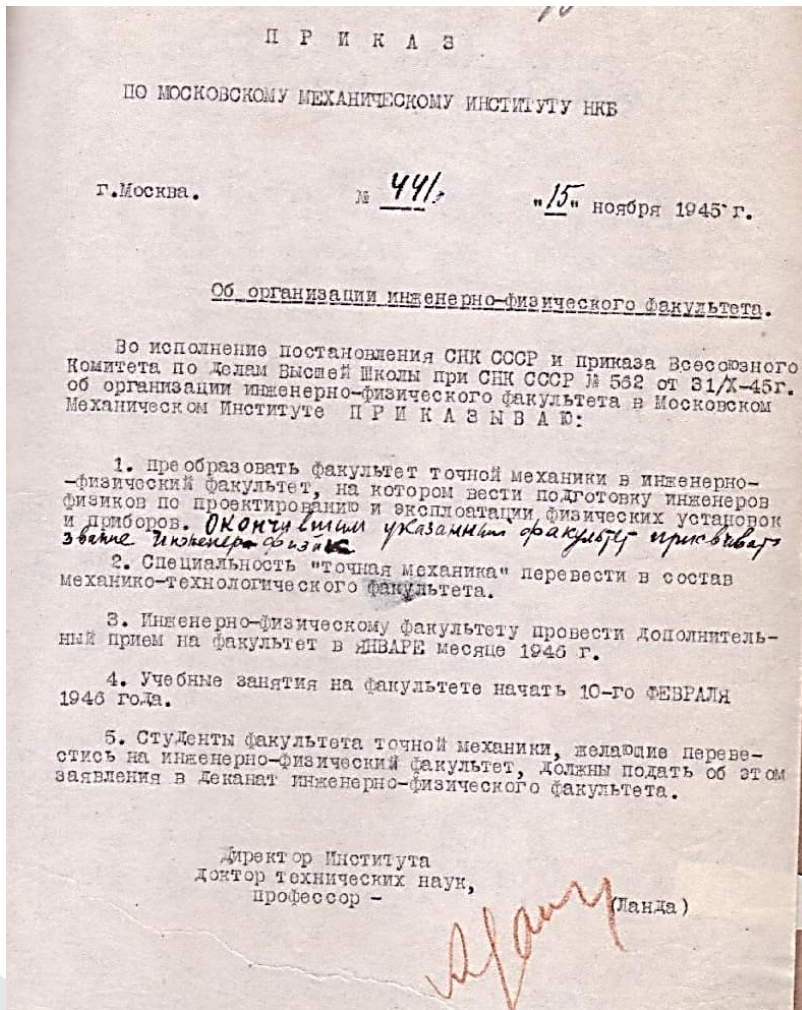 П Р И К А З
ПО МОСКОВСКОМУ МЕХАНИЧЕСКОМУ ИНСТИТУТУ НКБ
г.Москва. № 441. "15" ноября 1945 г.
Об организации инженерно-физического факультета.
Во исполнение постановления СНК СССР и приказа Всесоюзного
Комитета по Делам Высшей Школы при СНК СССР № 562 от 31/X-45г.
об организации инженерно-физического факультета в Московском
Механическом Институте П Р И К А З Ы В А Ю:
1. Преобразовать факультет точной механики в инженерно-
-физический факультет, на котором вести подготовку инженеров
физиков по проектированию и эксплоатации физических установок
и приборов. Окончившим указанный факультет присваивать
звание инженер-физик
2. Специальность "точная механика" перевести в состав
механико-технологического факультета.
3. Инженерно-физическому факультету провести дополнитель-
ный прием на факультет в ЯНВАРЕ месяце 1946 г.
4. Учебные занятия на факультете начать 10-го ФЕВРАЛЯ
1946 года.
5. Студенты факультета точной механики, желающие переве-
стись на инженерно-физический факультет, должны подать об этом
заявления в деканат инженерно-физического факультета.
Директор Института
доктор технических наук,
профессор - (Ланда)